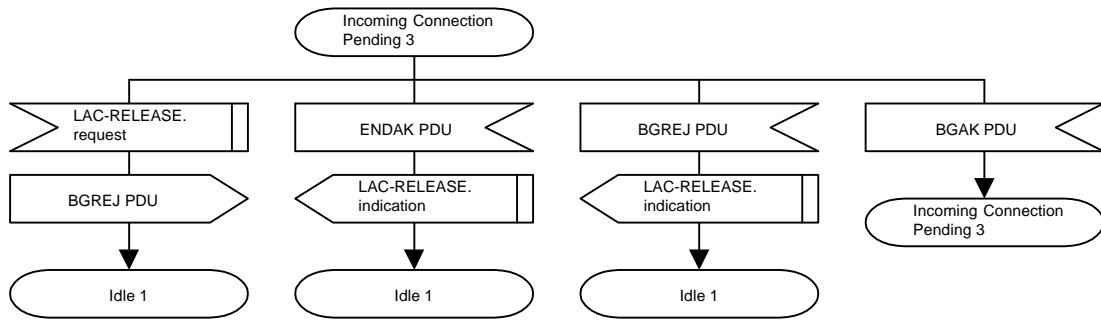 Incoming Connection
Pending 3
LAC-RELEASE.
request
ENDAK PDU
BGREJ PDU
BGAK PDU
BGREJ PDU
LAC-RELEASE.
indication
LAC-RELEASE.
indication
Incoming Connection
Pending 3
Idle 1
Idle 1
Idle 1